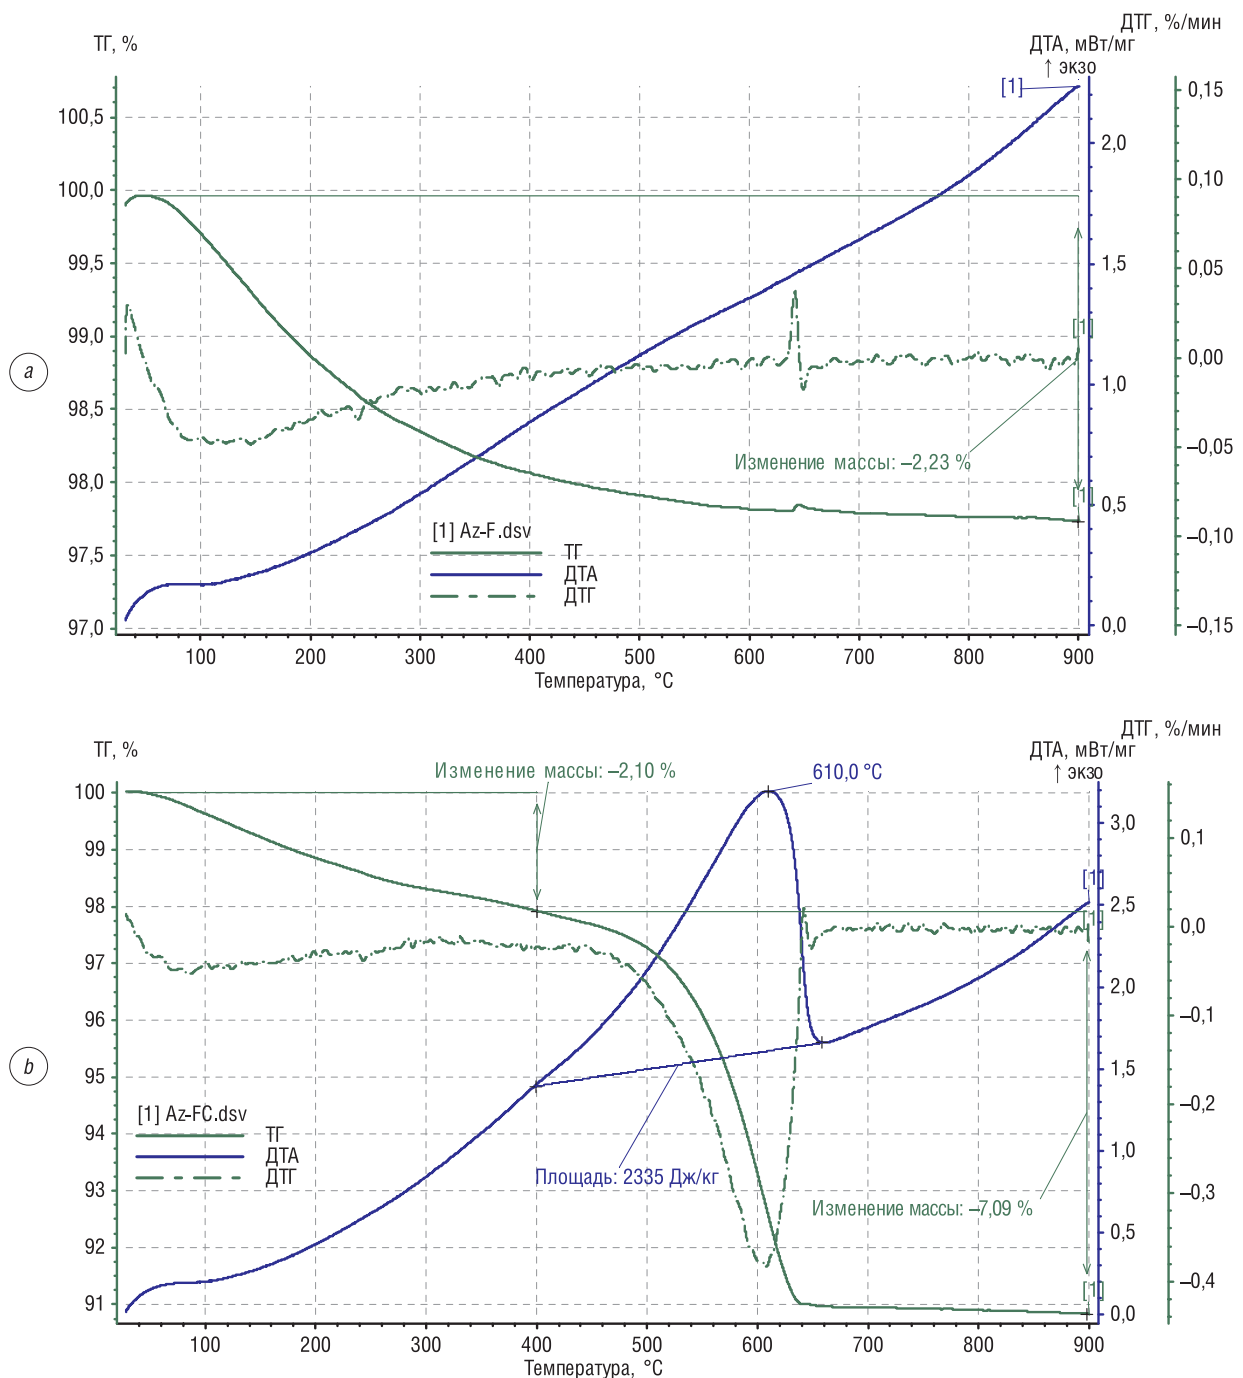 ТГ, %
ДТА, мВт/мг
↑ экзо
ДТГ, %/мин
[1]
100,5
100,0
99,5
99,0
98,5
98,0
97,5
97,0
2,0
1,5
1,0
0,5
0,0
0,15
0,10
0,05
0,00
–0,05
–0,10
–0,15
[1]
[1]
a
Изменение массы: –2,23 %
[1] Az-F.dsv
ТГ
ДТА
ДТГ
100 200 300 400 500 600 700 800 900
Температура, °C
ТГ, %
ДТА, мВт/мг
↑ экзо
ДТГ, %/мин
Изменение массы: –2,10 %
610,0 °C
100
99
98
97
96
95
94
93
92
91
3,0
2,5
2,0
1,5
1,0
0,5
0,0
0,1
0,0
–0,1
–0,2
–0,3
–0,4
[1]
[1]
[1]
b
[1] Az-FC.dsv
ТГ
ДТА
ДТГ
Площадь: 2335 Дж/кг
Изменение массы: –7,09 %
100 200 300 400 500 600 700 800 900
Температура, °C